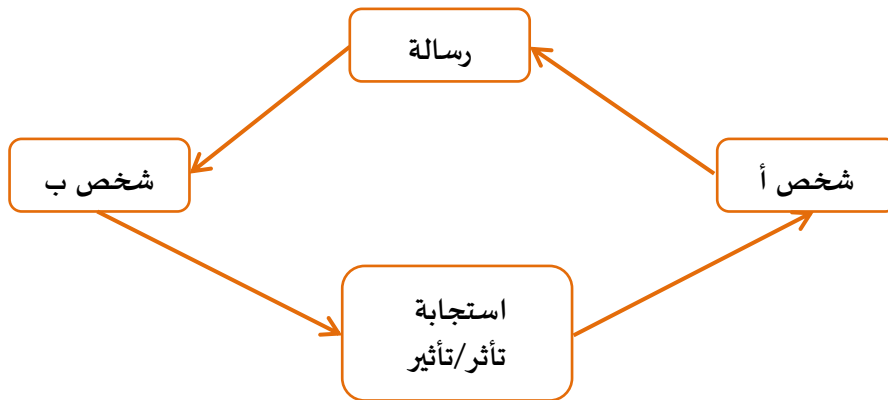 رسالة
شخص أ
شخص ب
استجابة
تأثر/تأثير